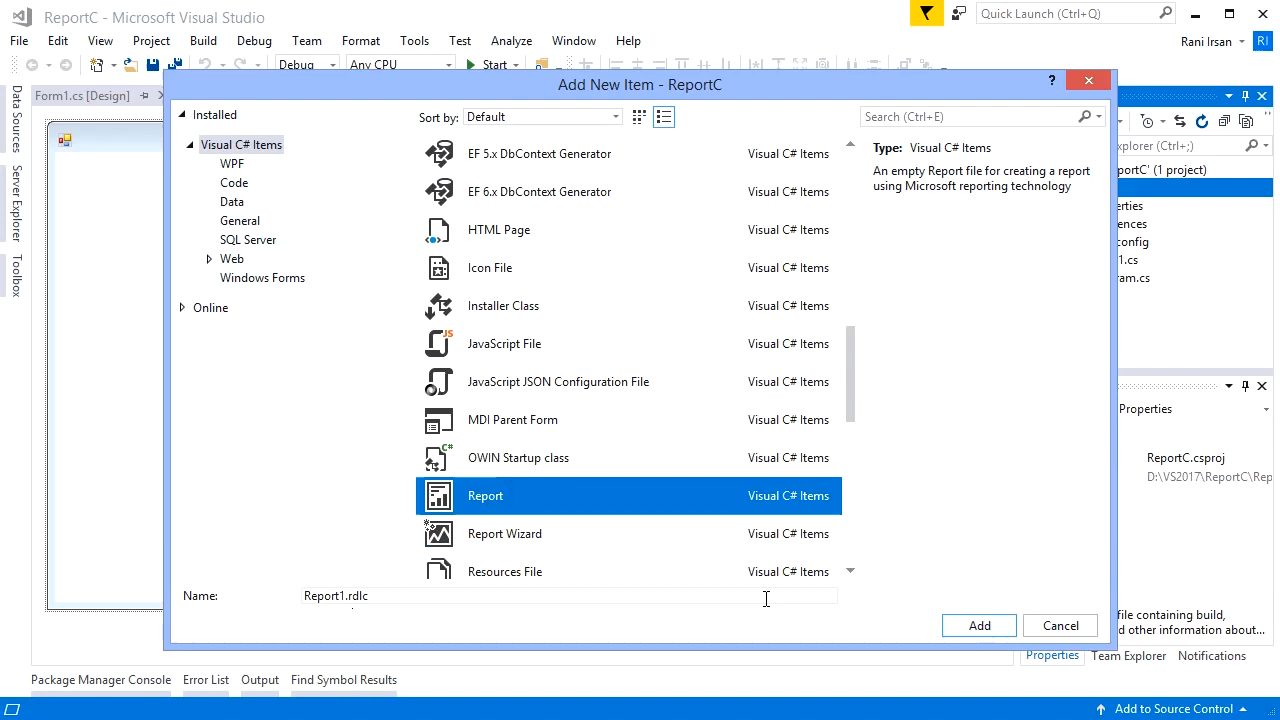 ReportC - Microsoft Visual Studio
Quick Launch (Ctrl+Q)
File Edit View Project Build Debug Team Format Tools Test Analyze Window Help
Rani Irsan RI
Debug Any CPU Start
Form1.cs [Design]
Data Sources
Server Explorer
Toolbox
Add New Item - ReportC
?
Installed
Visual C# Items
WPF
Code
Data
General
SQL Server
Web
Windows Forms
Online
Sort by: Default
Search (Ctrl+E)
EF 5.x DbContext Generator Visual C# Items
EF 6.x DbContext Generator Visual C# Items
HTML Page Visual C# Items
Icon File Visual C# Items
Installer Class Visual C# Items
JavaScript File Visual C# Items
JavaScript JSON Configuration File Visual C# Items
MDI Parent Form Visual C# Items
OWIN Startup class Visual C# Items
Report Visual C# Items
Report Wizard Visual C# Items
Resources File Visual C# Items
Type: Visual C# Items
An empty Report file for creating a report
using Microsoft reporting technology
Name: Report1.rdlc
Add Cancel
xplorer (Ctrl+;)
portC' (1 project)
erties
ences
config
1.cs
ram.cs
Properties
ReportC.csproj
D:\VS2017\ReportC\Rep
file containing build,
d other information about...
Properties Team Explorer Notifications
Package Manager Console Error List Output Find Symbol Results
Add to Source Control